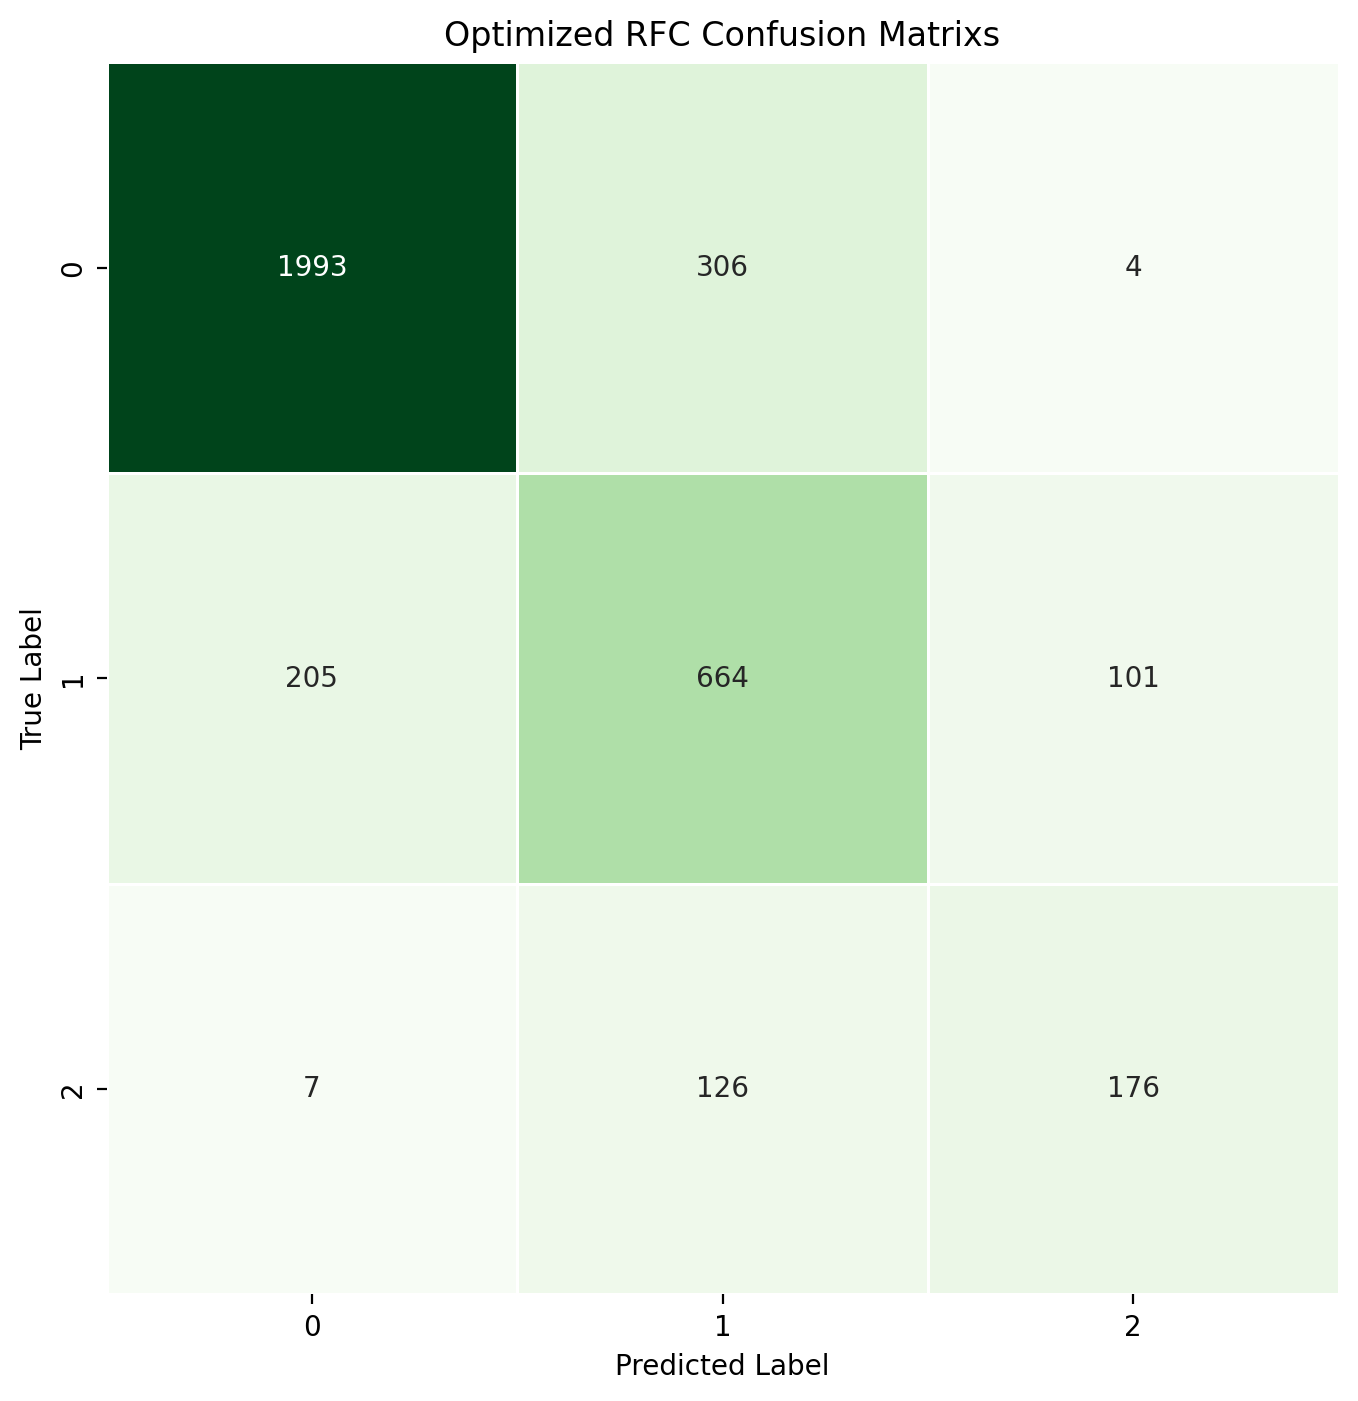 Optimized RFC Confusion Matrixs
0 1993 306 4
True Label
1 205 664 101
2 7 126 176
0 1 2
Predicted Label